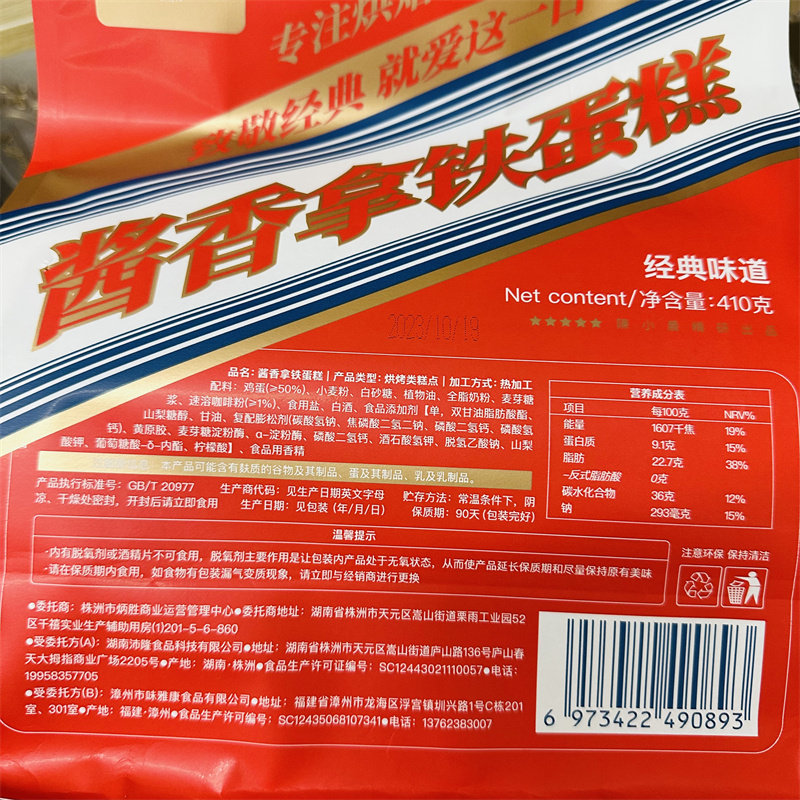 专注烘焙
致敬经典 就爱这一口
酱香拿铁蛋糕
经典味道
Net content/净含量:410克
2023/10/19
★★★★★
品名：酱香拿铁蛋糕｜产品类型：烘烤类糕点｜加工方式：热加工
配料：鸡蛋(≥50%)、小麦粉、白砂糖、植物油、全脂奶粉、麦芽糖
浆、速溶咖啡粉(≥1%)、食用盐、白酒、食品添加剂【单，双甘油脂肪酸酯、
山梨糖醇、甘油、复配膨松剂(碳酸氢钠、焦磷酸二氢二钠、磷酸二氢钙、碳酸氢
钙)、黄原胶、麦芽糖淀粉酶、α-淀粉酶、磷酸二氢钙、酒石酸氢钾、脱氢乙酸钠、山梨
酸钾、葡萄糖酸-δ-内酯、柠檬酸】、食品用香精
本产品可能含有麸质的谷物及其制品、蛋及其制品、乳及乳制品。
产品执行标准号：GB/T 20977 生产商代码：见生产日期英文字母 贮存方法：常温条件下，阴
凉、干燥处密封，开封后请立即食用 生产日期：见包装 (年/月/日) 保质期：90天 (包装完好)
营养成分表
项目 每100克 NRV%
能量 1607千焦 19%
蛋白质 9.1克 15%
脂肪 22.7克 38%
-反式脂肪酸 0克
碳水化合物 36克 12%
钠 293毫克 15%
温馨提示
·内有脱氧剂或酒精片不可食用，脱氧剂主要作用是让包装内产品处于无氧状态，从而使产品延长保质期和尽量保持原有美味
·请在保质期内食用，如食物有包装漏气变质现象，请立即与经销商进行更换
注意环保 保持清洁
●委托商：株洲市炳胜商业运营管理中心●委托商地址：湖南省株洲市天元区嵩山街道栗雨工业园52
区千禧实业生产辅助用房(1)201-5-6-860
●受委托方(A)：湖南沛隆食品科技有限公司●地址：湖南省株洲市天元区嵩山街道庐山路136号庐山春
天大拇指商业广场2205号●产地：湖南·株洲●食品生产许可证编号：SC12443021110057●电话：
19958357705
●受委托方(B)：漳州市味雅康食品有限公司●地址：福建省漳州市龙海区浮宫镇圳兴路1号C栋201
室、301室●产地：福建·漳州●食品生产许可编号：SC12435068107341●电话：13762383007
6 973422 490893